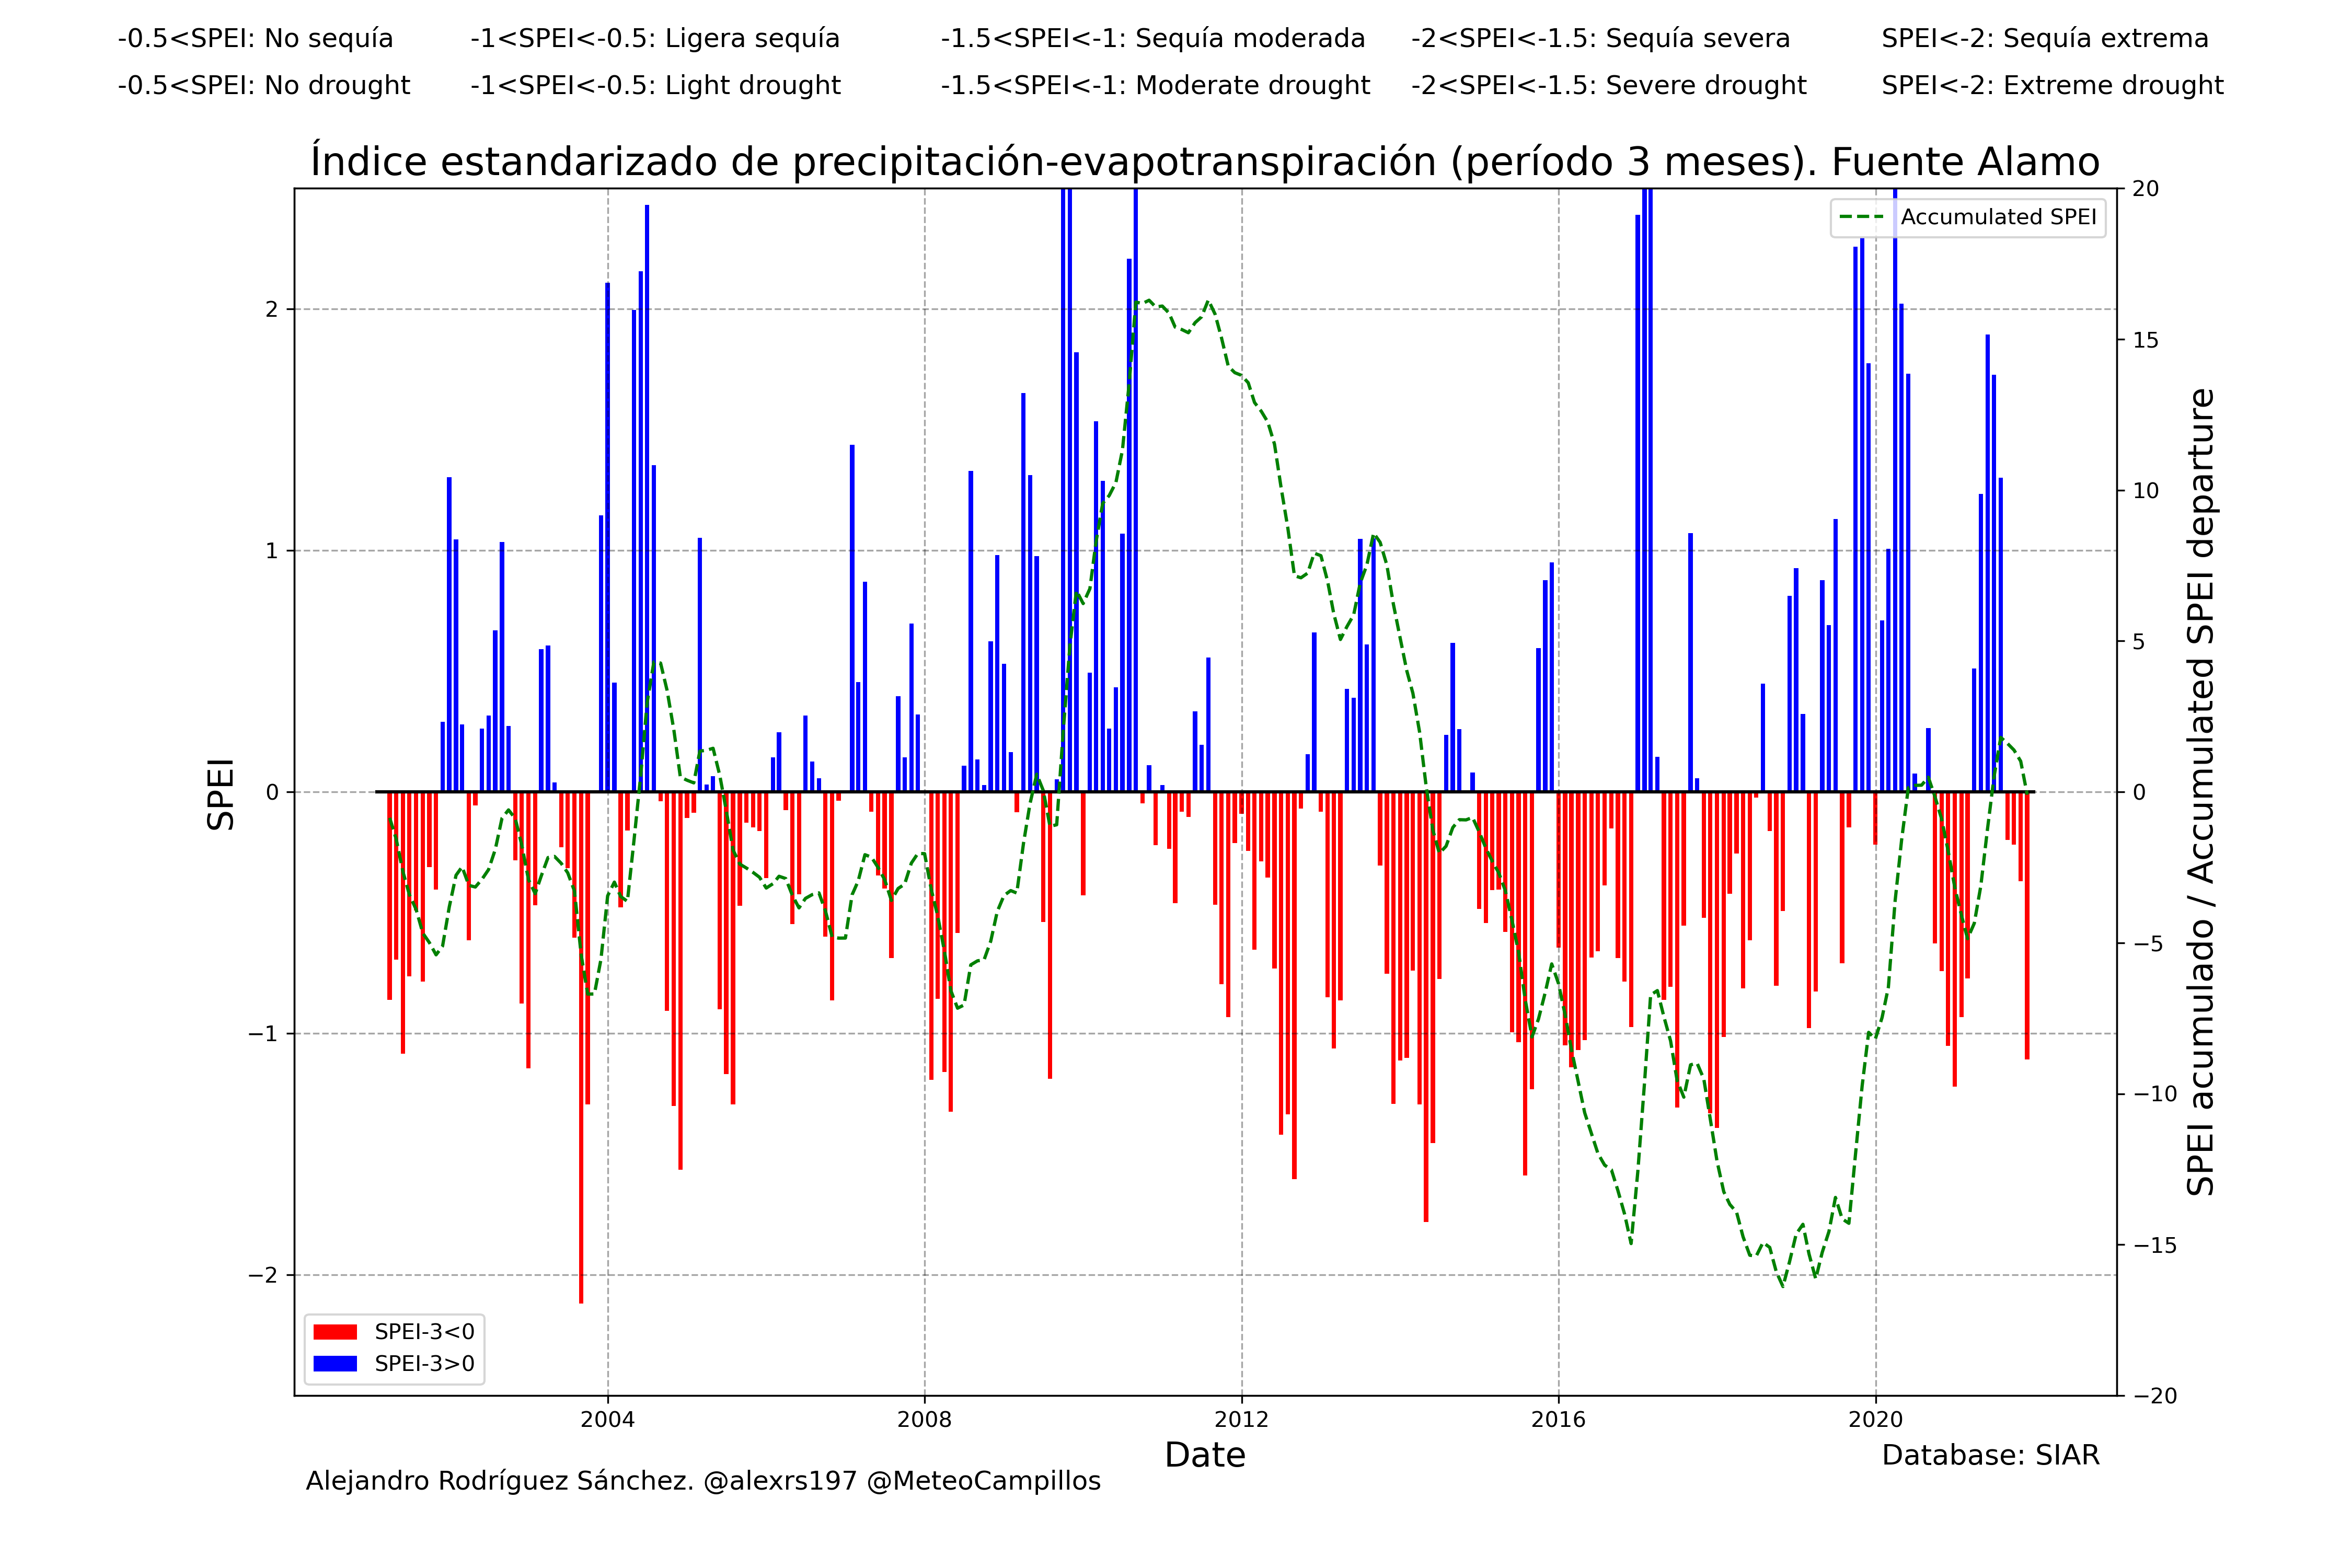 -0.5<SPEI: No sequía
-1<SPEI<-0.5: Ligera sequía
-1.5<SPEI<-1: Sequía moderada
-2<SPEI<-1.5: Sequía severa
SPEI<-2: Sequía extrema
-0.5<SPEI: No drought
-1<SPEI<-0.5: Light drought
-1.5<SPEI<-1: Moderate drought
-2<SPEI<-1.5: Severe drought
SPEI<-2: Extreme drought
Índice estandarizado de precipitación-evapotranspiración (período 3 meses). Fuente Alamo
Accumulated SPEI
SPEI
2
1
0
−1
−2
20
15
10
5
0
−5
−10
−15
−20
SPEI acumulado / Accumulated SPEI departure
SPEI-3<0
SPEI-3>0
2004
2008
2012
2016
2020
Date
Database: SIAR
Alejandro Rodríguez Sánchez. @alexrs197 @MeteoCampillos